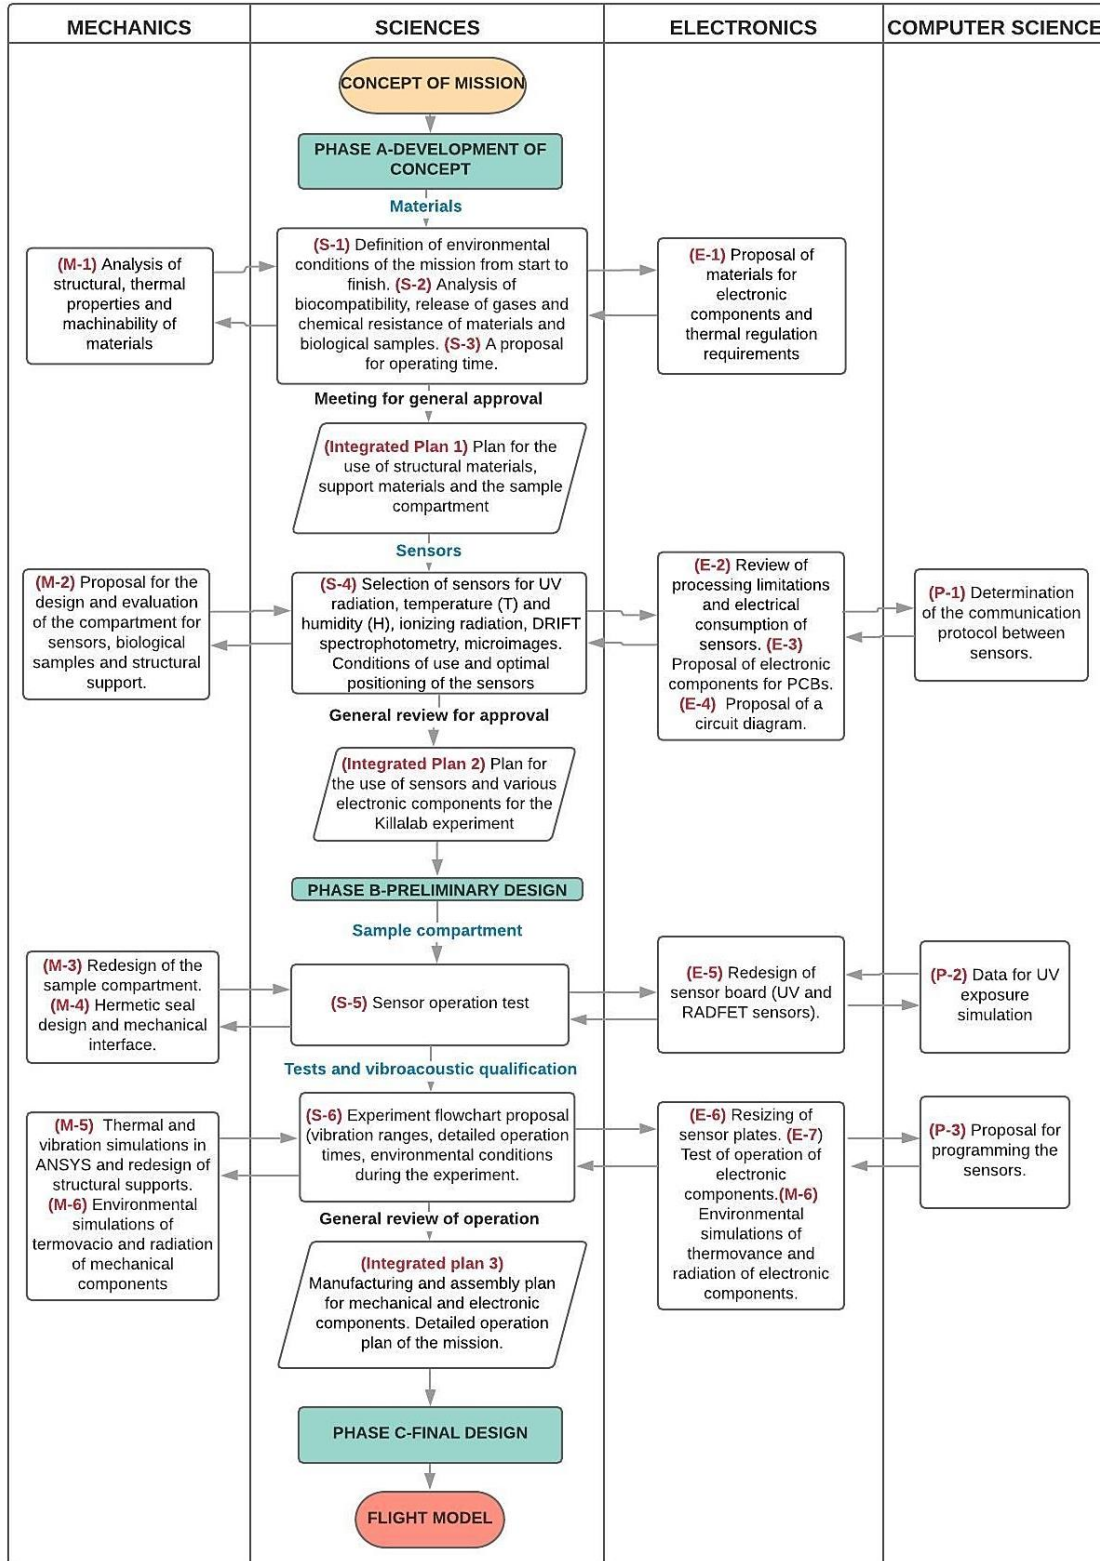 MECHANICS
SCIENCES
ELECTRONICS
COMPUTER SCIENCE
CONCEPT OF MISSION
PHASE A-DEVELOPMENT OF
CONCEPT
Materials
(M-1) Analysis of
structural, thermal
properties and
machinability of
materials
(S-1) Definition of environmental
conditions of the mission from start to
finish. (S-2) Analysis of
biocompatibility, release of gases and
chemical resistance of materials and
biological samples. (S-3) A proposal
for operating time.
(E-1) Proposal of
materials for
electronic
components and
thermal regulation
requirements
Meeting for general approval
(Integrated Plan 1) Plan for the
use of structural materials,
support materials and the sample
compartment
Sensors
(M-2) Proposal for the
design and evaluation
of the compartment for
sensors, biological
samples and structural
support.
(S-4) Selection of sensors for UV
radiation, temperature (T) and
humidity (H), ionizing radiation, DRIFT
spectrophotometry, microimages.
Conditions of use and optimal
positioning of the sensors
(E-2) Review of
processing limitations
and electrical
consumption of
sensors. (E-3)
Proposal of electronic
components for PCBs.
(E-4) Proposal of a
circuit diagram.
(P-1) Determination
of the communication
protocol between
sensors.
General review for approval
(Integrated Plan 2) Plan for
the use of sensors and various
electronic components for the
Killalab experiment
PHASE B-PRELIMINARY DESIGN
Sample compartment
(M-3) Redesign of the
sample compartment.
(M-4) Hermetic seal
design and mechanical
interface.
(S-5) Sensor operation test
(E-5) Redesign of
sensor board (UV and
RADFET sensors).
(P-2) Data for UV
exposure
simulation
Tests and vibroacoustic qualification
(M-5) Thermal and
vibration simulations in
ANSYS and redesign of
structural supports.
(M-6) Environmental
simulations of
termovacio and radiation
of mechanical
components
(S-6) Experiment flowchart proposal
(vibration ranges, detailed operation
times, environmental conditions
during the experiment.
(E-6) Resizing of
sensor plates. (E-7)
Test of operation of
electronic
components.(M-6)
Environmental
simulations of
thermovance and
radiation of electronic
components.
(P-3) Proposal for
programming the
sensors.
General review of operation
(Integrated plan 3)
Manufacturing and assembly plan
for mechanical and electronic
components. Detailed operation
plan of the mission.
PHASE C-FINAL DESIGN
FLIGHT MODEL